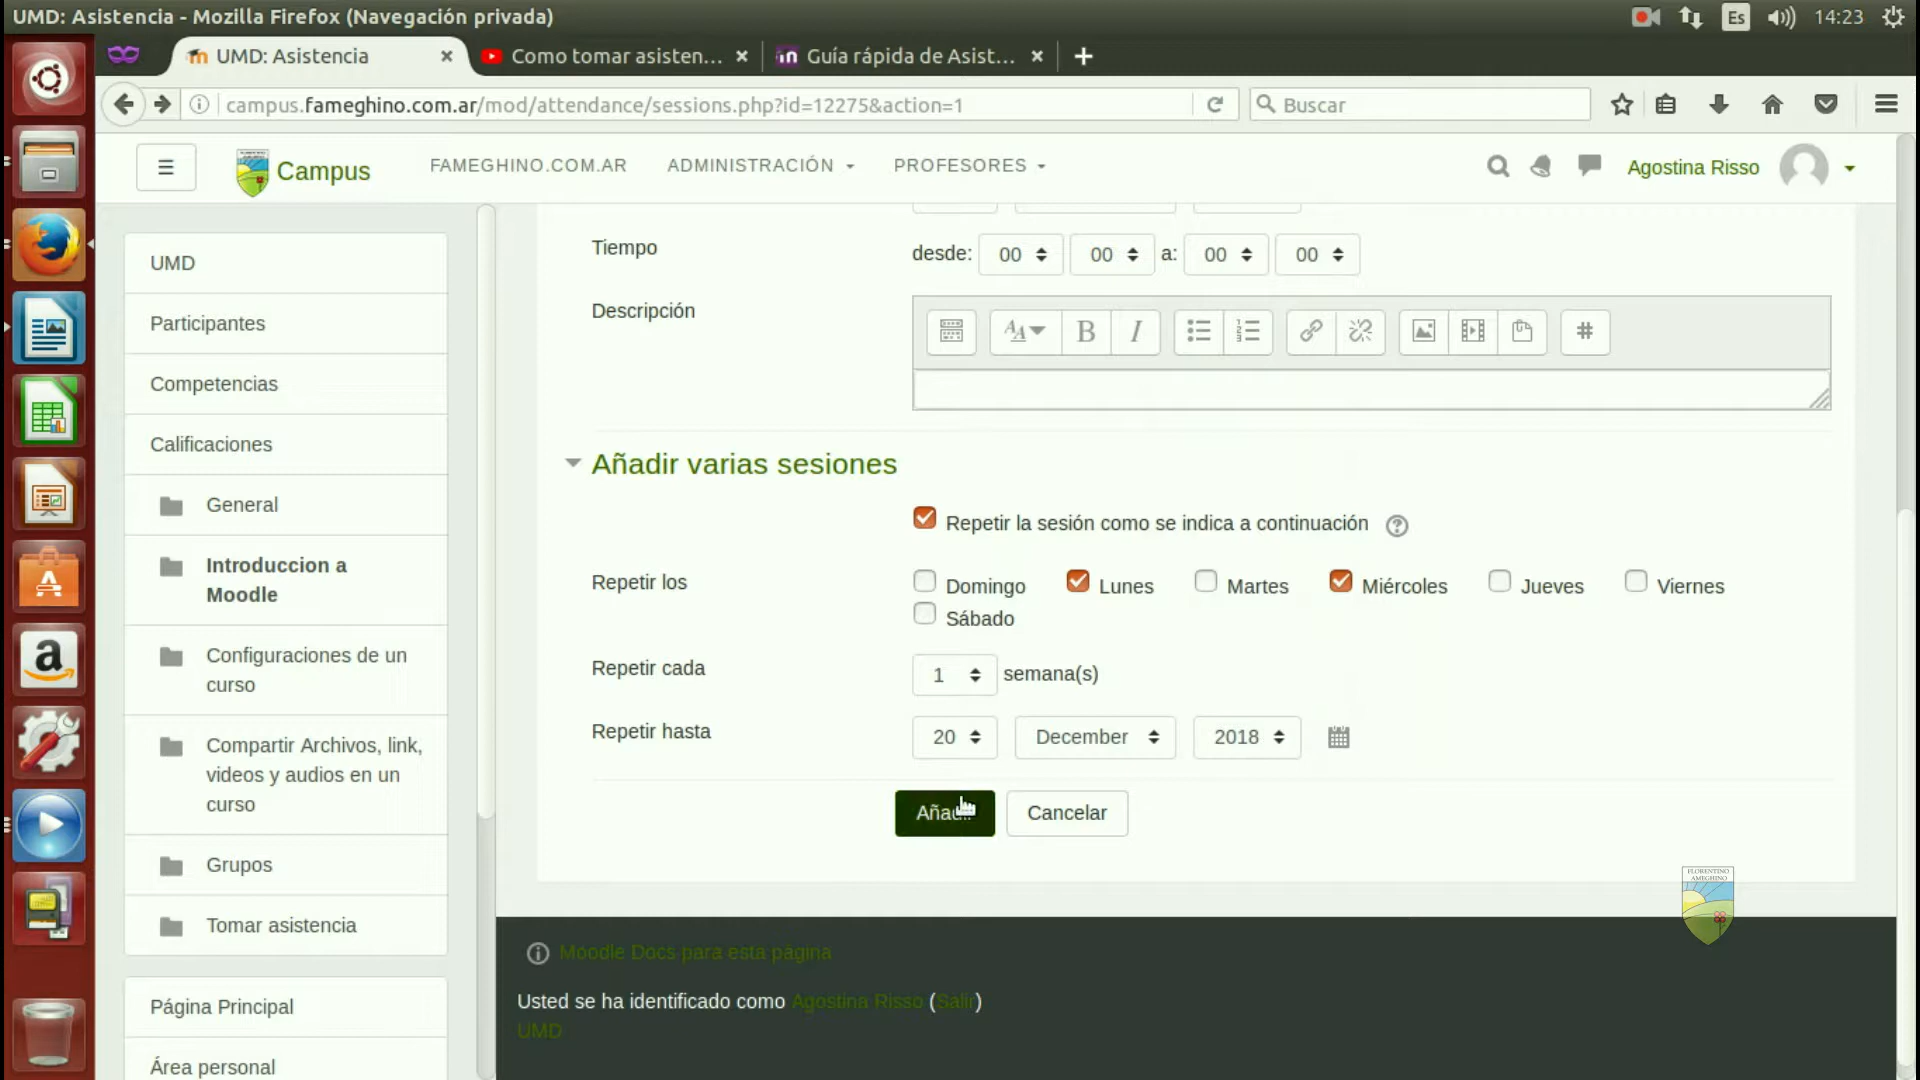 UMD: Asistencia - Mozilla Firefox (Navegación privada)
Es
14:23
UMD: Asistencia
Como tomar asisten...
Guía rápida de Asist...
campus.fameghino.com.ar/mod/attendance/sessions.php?id=12275&action=1
Buscar
Campus
FAMEGHINO.COM.AR
ADMINISTRACIÓN
PROFESORES
Agostina Risso
UMD
Participantes
Competencias
Calificaciones
General
Introduccion a
Moodle
Configuraciones de un
curso
Compartir Archivos, link,
videos y audios en un
curso
Grupos
Tomar asistencia
Página Principal
Área personal
Tiempo
desde: 00 00 a: 00 00
Descripción
Añadir varias sesiones
Repetir la sesión como se indica a continuación
Repetir los
Domingo Lunes Martes Miércoles Jueves Viernes
Sábado
Repetir cada
1 semana(s)
Repetir hasta
20 December 2018
Añadir
Cancelar
FLORENTINO
AMEGHINO
Moodle Docs para esta página
Usted se ha identificado como Agostina Risso (Salir)
UMD